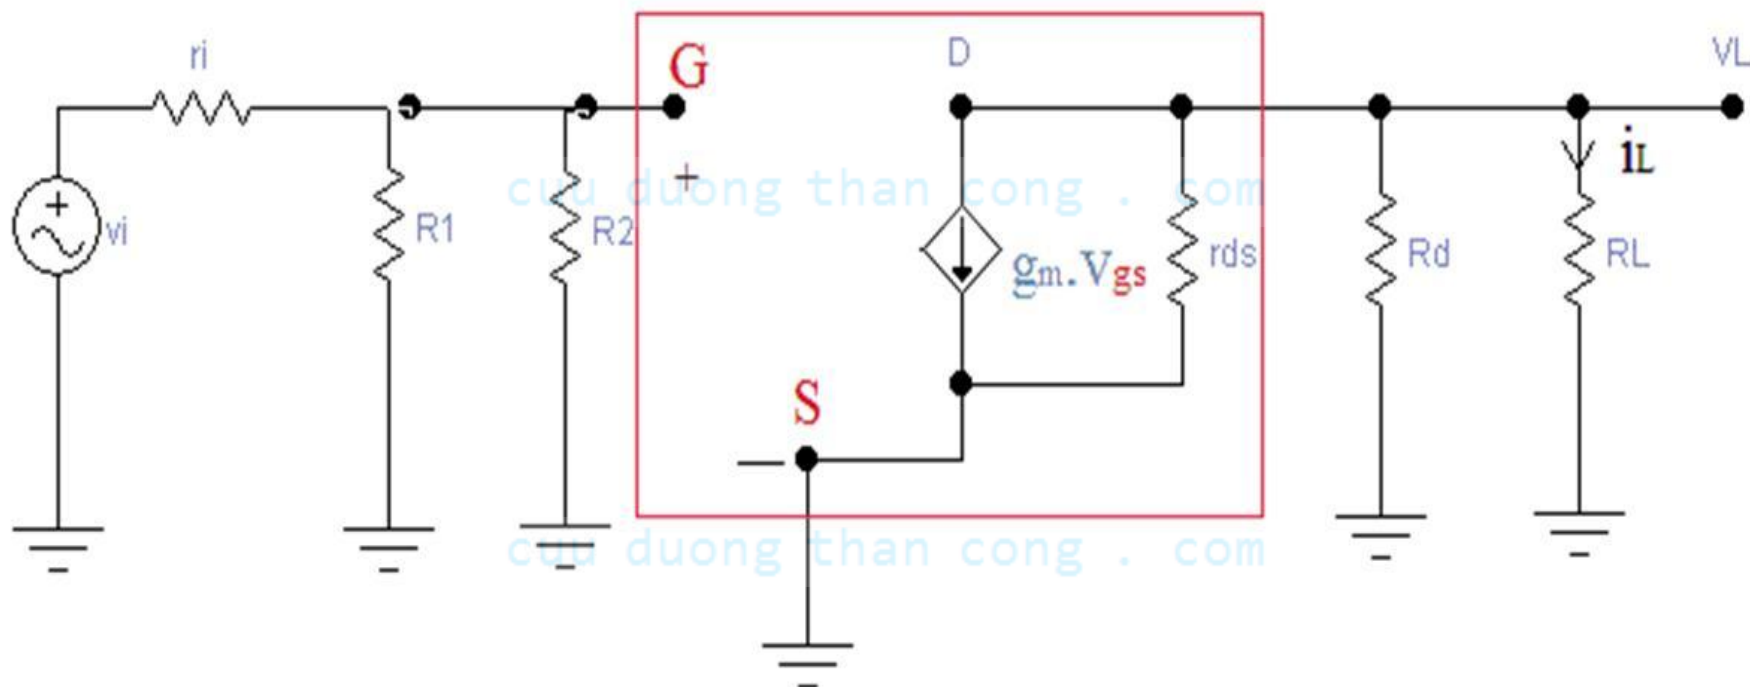 ri
G
D
VL
+
iL
cuu duong than cong . com
+
vi
R1
R2
gm.Vgs
rds
Rd
RL
S
cuu duong than cong . com